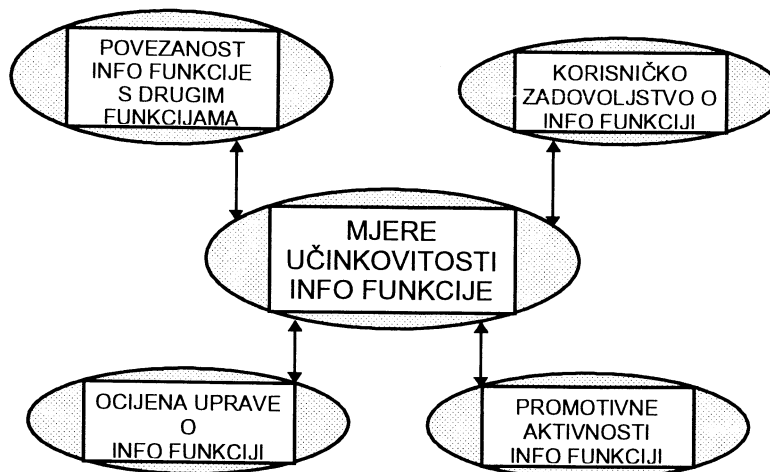 POVEZANOST
INFO FUNKCIJE
S DRUGIM
FUNKCIJAMA
KORISNIČKO
ZADOVOLJSTVO O
INFO FUNKCIJI
MJERE
UČINKOVITOSTI
INFO FUNKCIJE
OCIJENA UPRAVE
O
INFO FUNKCIJI
PROMOTIVNE
AKTIVNOSTI
INFO FUNKCIJI